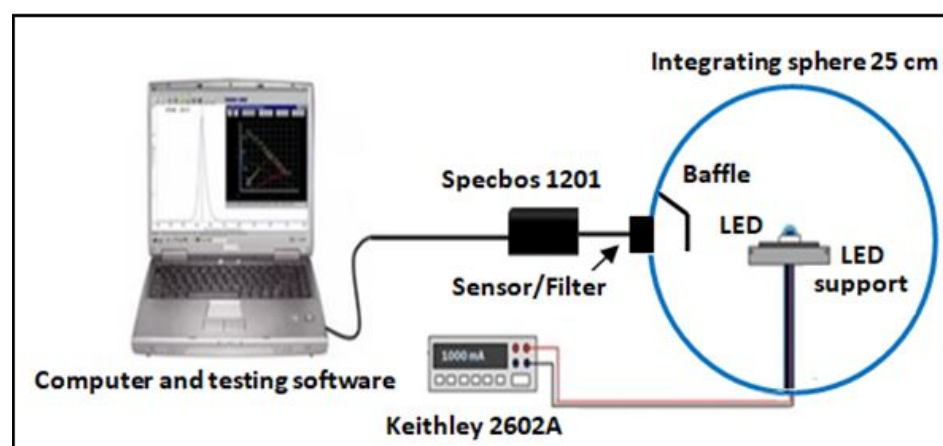 Integrating sphere 25 cm
Specbos 1201
Baffle
LED
LED
support
Sensor/Filter
1000 mA
Computer and testing software
Keithley 2602A